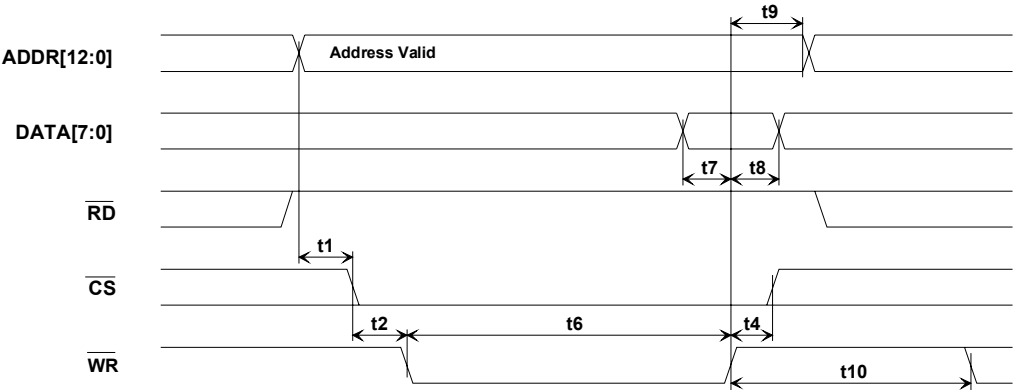 t9
ADDR[12:0]
Address Valid
DATA[7:0]
t7
t8
RD
t1
CS
t2
t6
t4
WR
t10